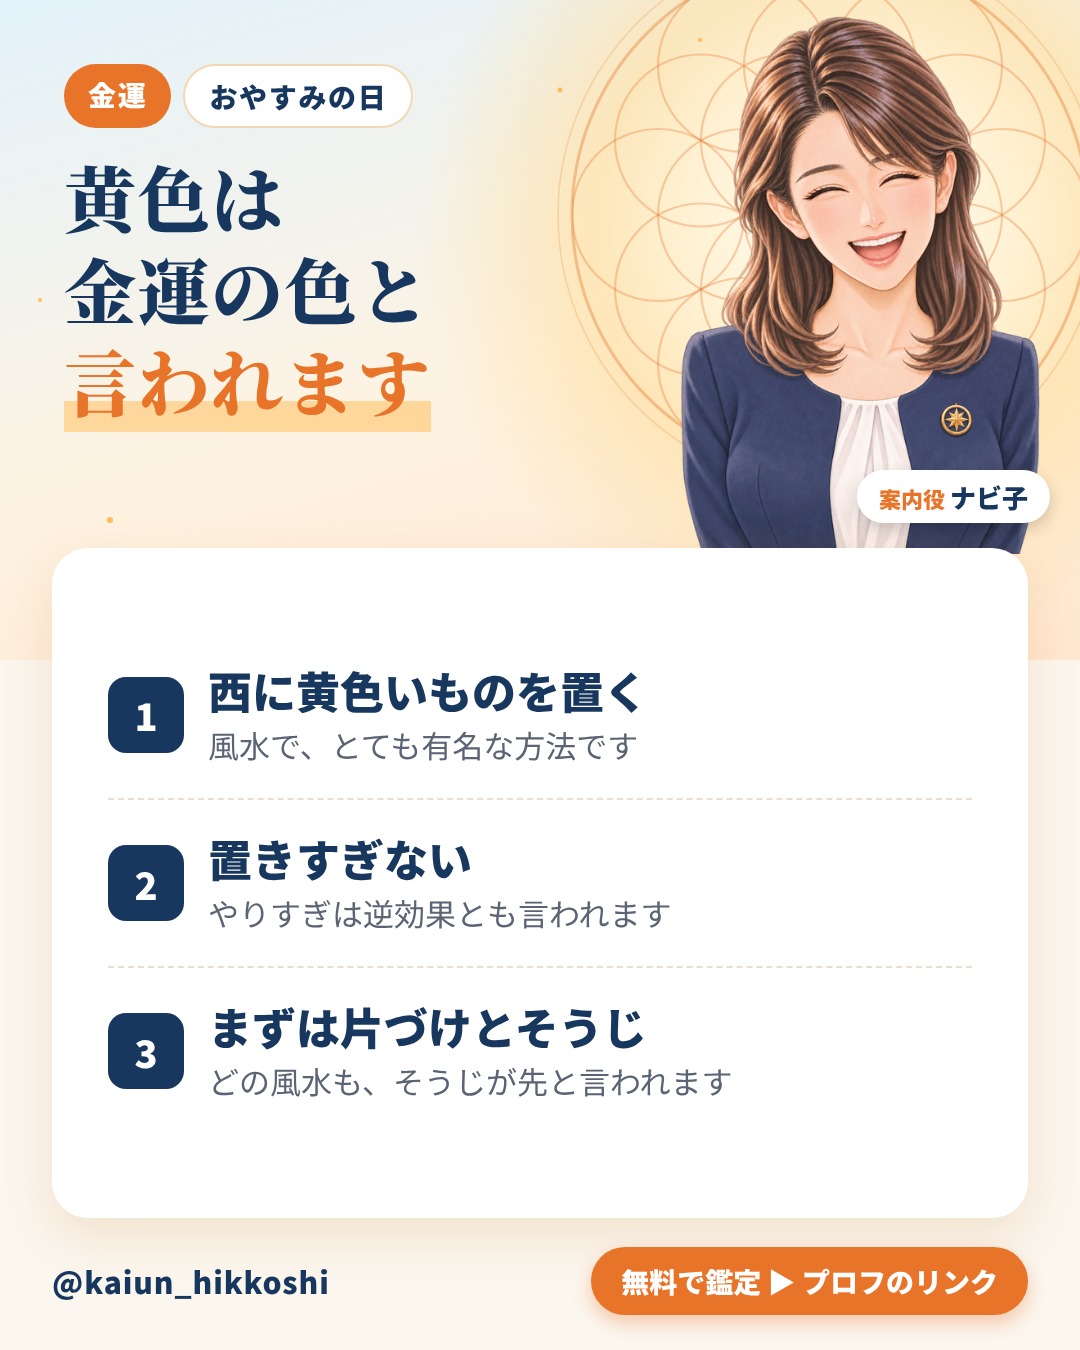 金運
おやすみの日
黄色は
金運の色と
言われます
案内役 ナビ子
1
西に黄色いものを置く
風水で、とても有名な方法です
2
置きすぎない
やりすぎは逆効果とも言われます
3
まずは片づけとそうじ
どの風水も、そうじが先と言われます
@kaiun_hikkoshi
無料で鑑定 ▶ プロフのリンク